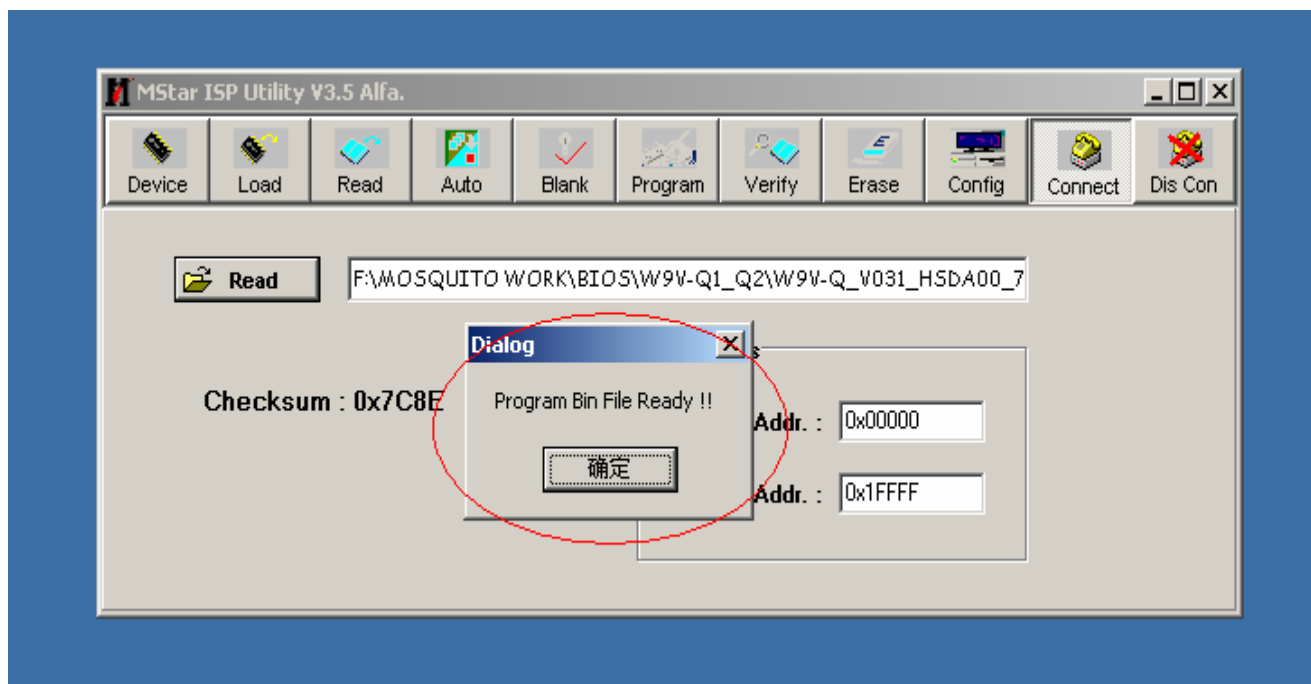 MStar ISP Utility V3.5 Alfa.
Device Load Read Auto Blank Program Verify Erase Config Connect Dis Con
Read F:\MOSQUITO WORK\BIOS\W9V-Q1_Q2\W9V-Q_V031_HSDA00_7
Dialog
Checksum : 0x7C8E
Program Bin File Ready !!
Addr. : 0x00000
确定
Addr. : 0x1FFFF